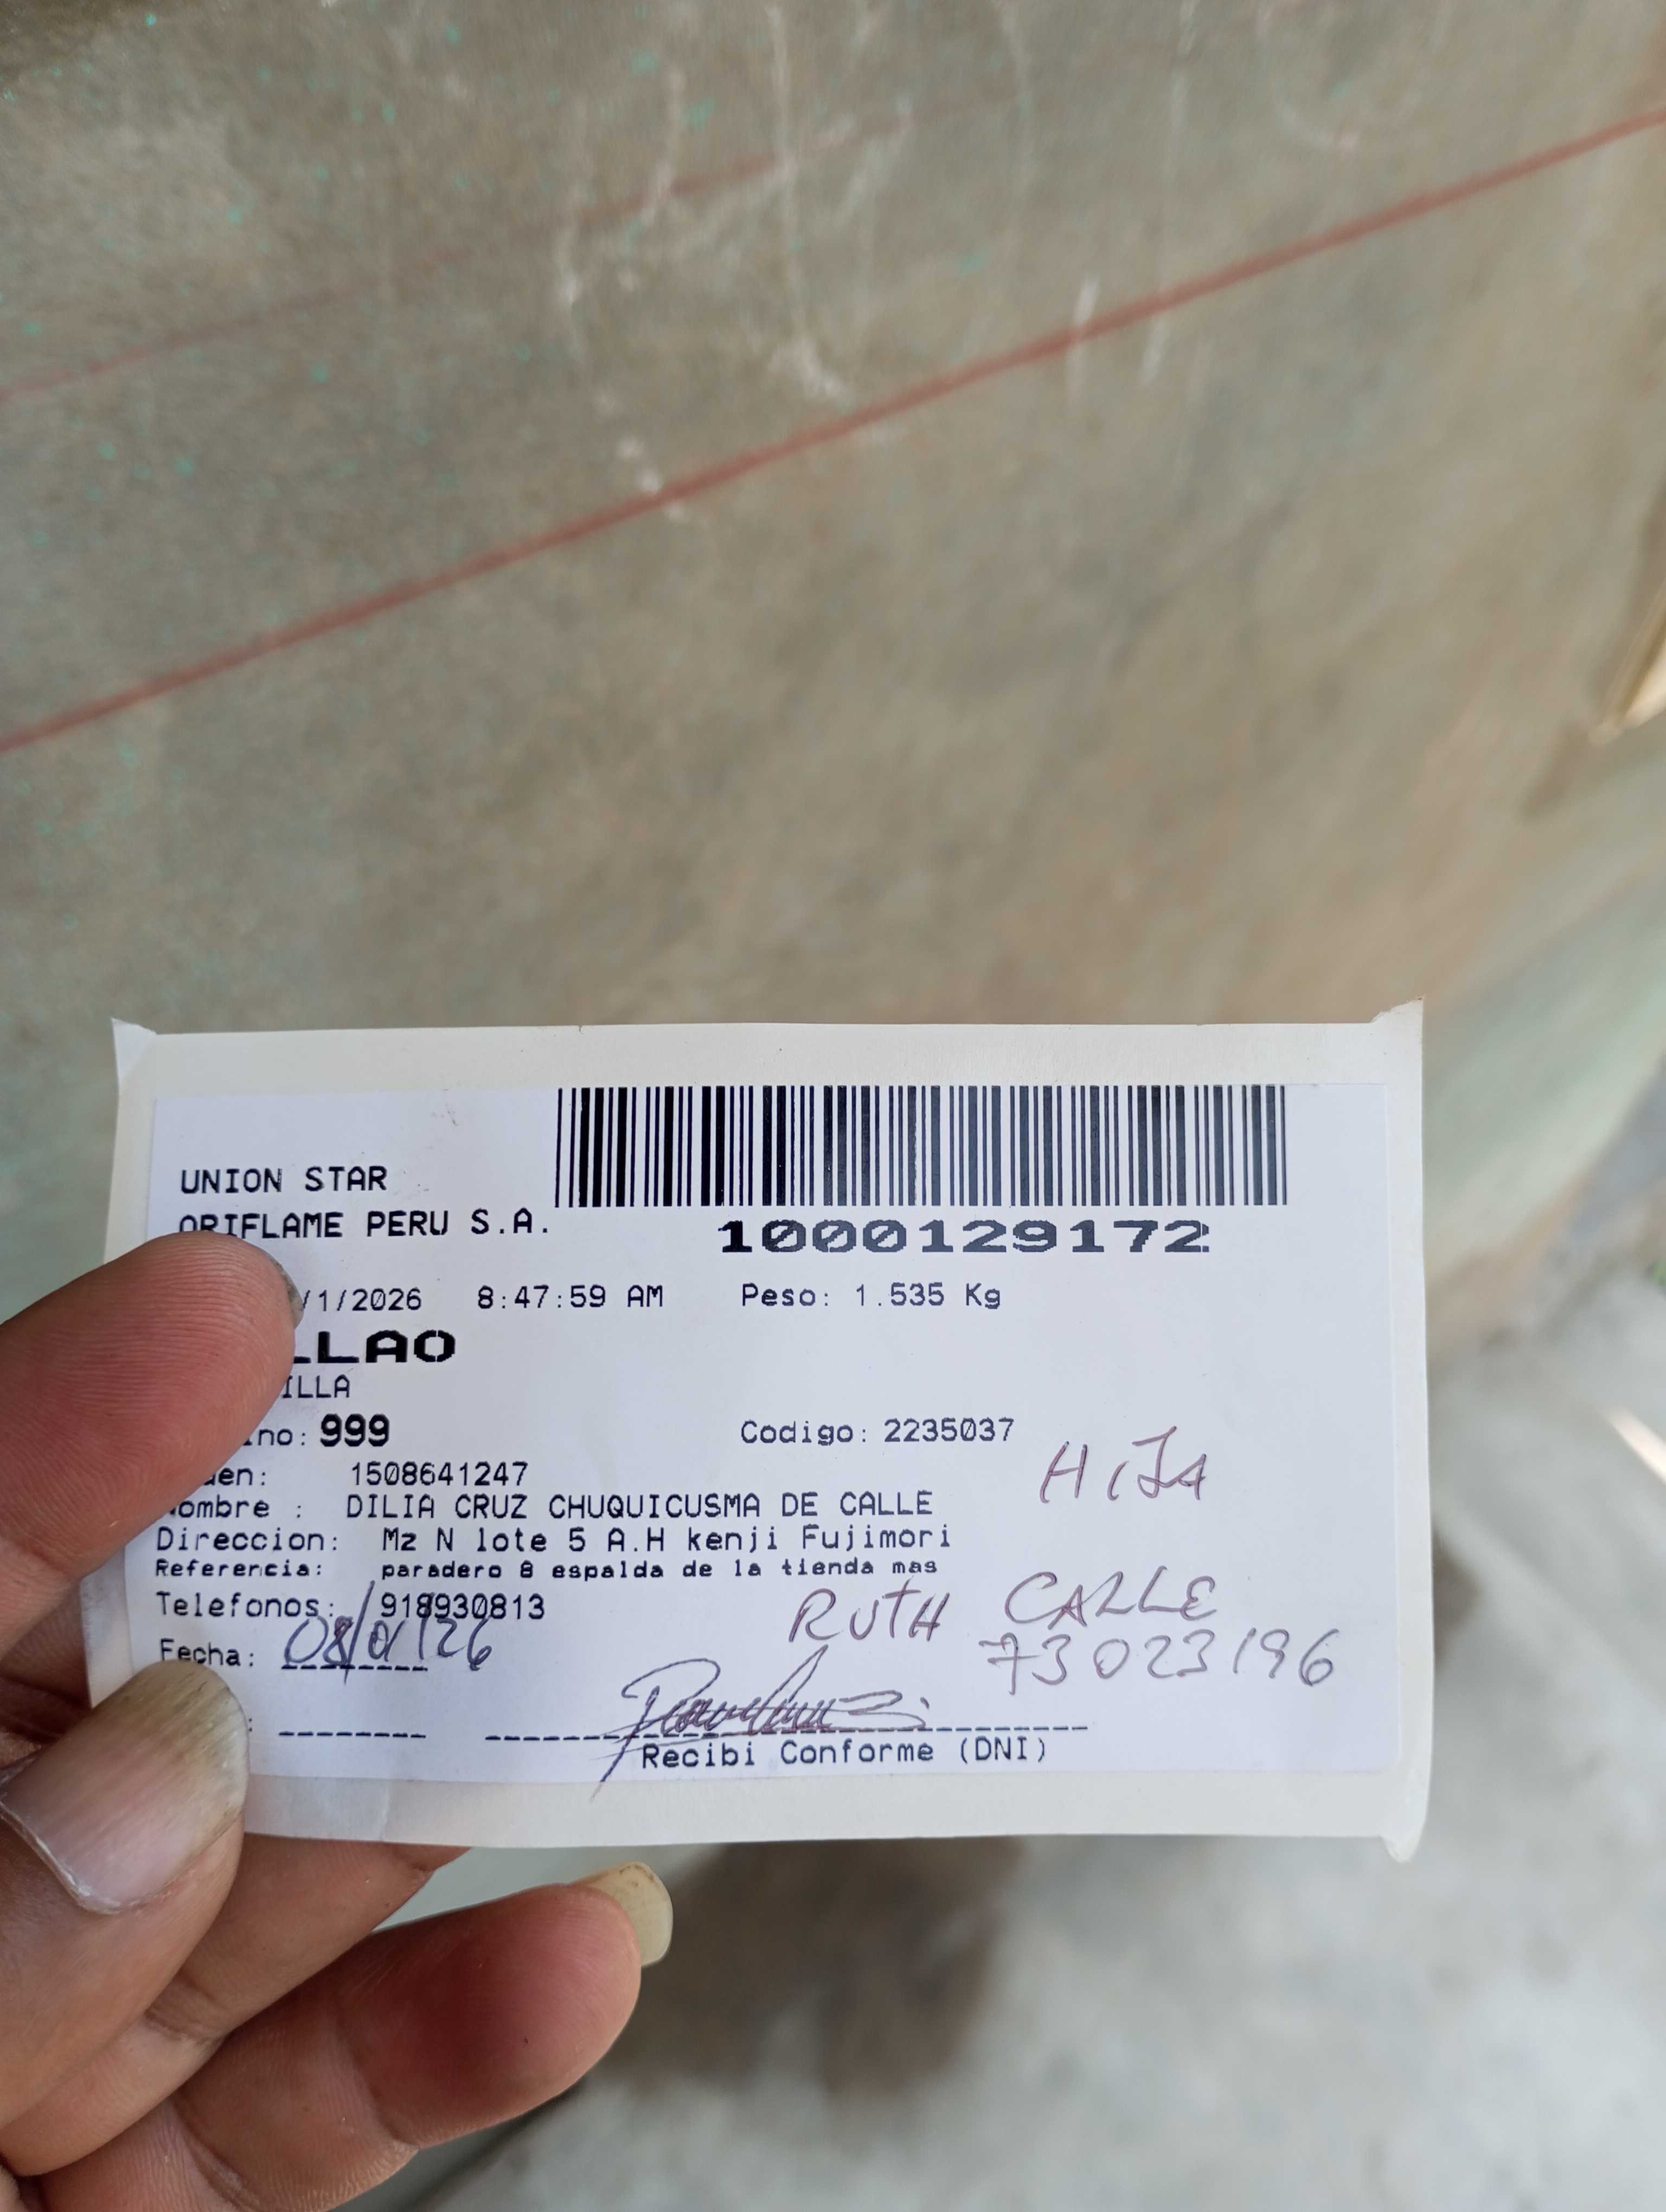 UNION STAR
ORIFLAME PERU S.A.
1000129172
/1/2026 8:47:59 AM Peso: 1.535 Kg
LLAO
ILLA
ino: 999 Codigo: 2235037
HIJA
den: 1508641247
Nombre : DILIA CRUZ CHUQUICUSMA DE CALLE
Direccion: Mz N lote 5 A.H kenji Fujimori
Referencia: paradero 8 espalda de la tienda mas
Telefonos: 918930813
RUTH CALLE
73023196
Fecha: 08/01/26
Recibi Conforme (DNI)